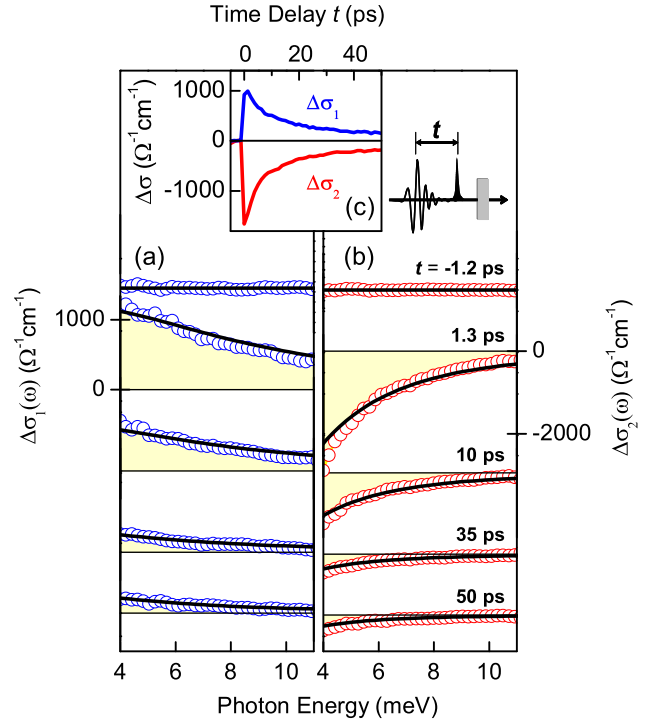 Time Delay t (ps)
0 20 40
1000
0
-1000
Δσ (Ω⁻¹cm⁻¹)
Δσ₁
Δσ₂
(c)
t
(a)
(b)
t = -1.2 ps
1.3 ps
10 ps
35 ps
50 ps
1000
0
Δσ₁(ω) (Ω⁻¹cm⁻¹)
0
-2000
Δσ₂(ω) (Ω⁻¹cm⁻¹)
4 6 8 10 4 6 8 10
Photon Energy (meV)